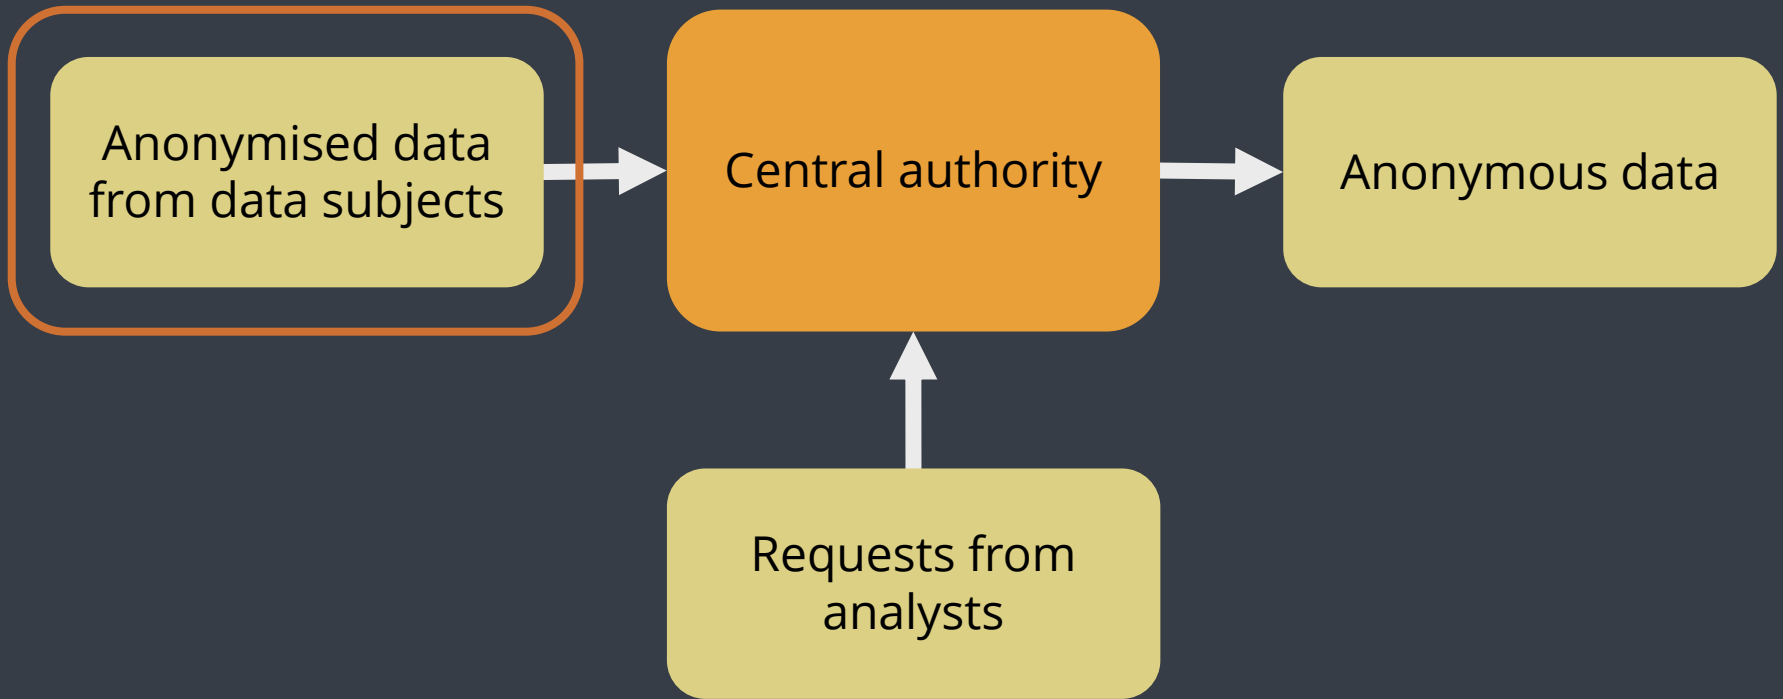 Anonymised data
from data subjects
Central authority
Anonymous data
Requests from
analysts